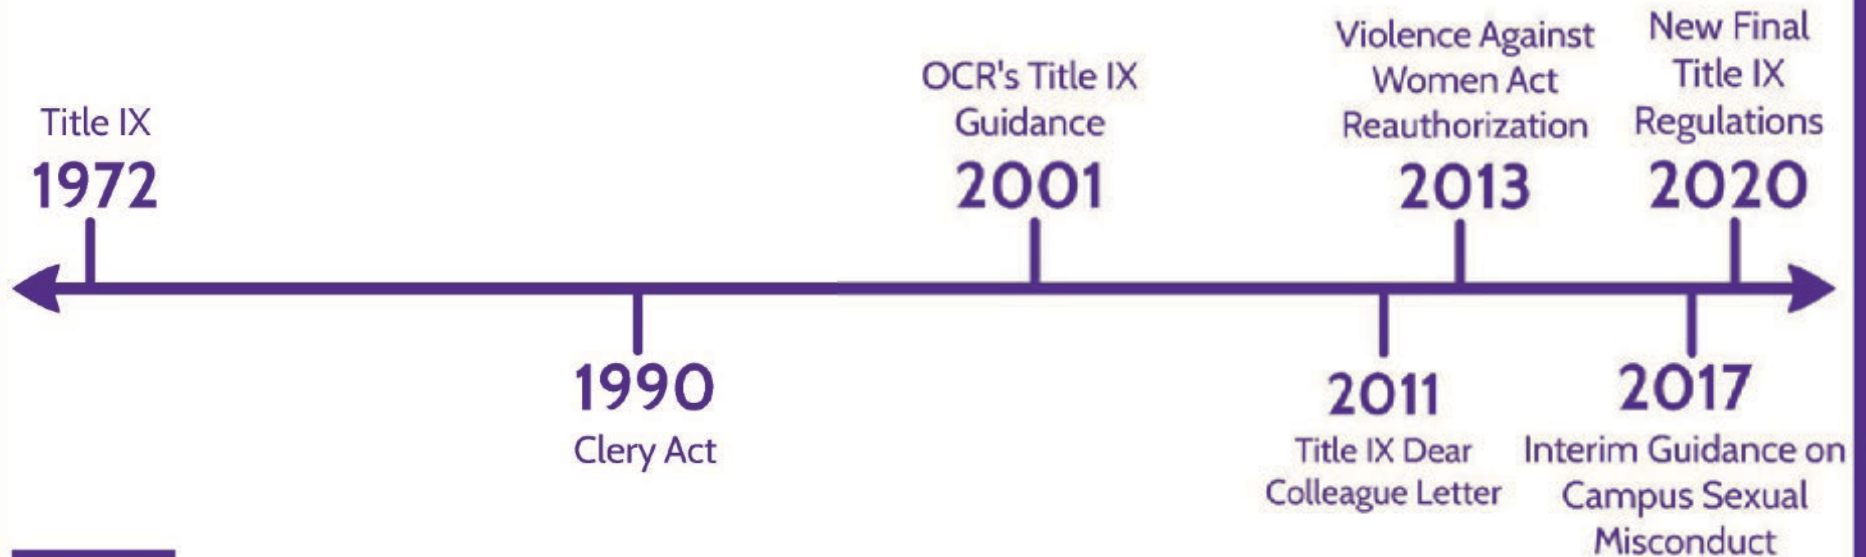 Title IX
1972
1990
Clery Act
OCR's Title IX
Guidance
2001
2011
Title IX Dear
Colleague Letter
Violence Against
Women Act
Reauthorization
2013
2017
Interim Guidance on
Campus Sexual
Misconduct
New Final
Title IX
Regulations
2020